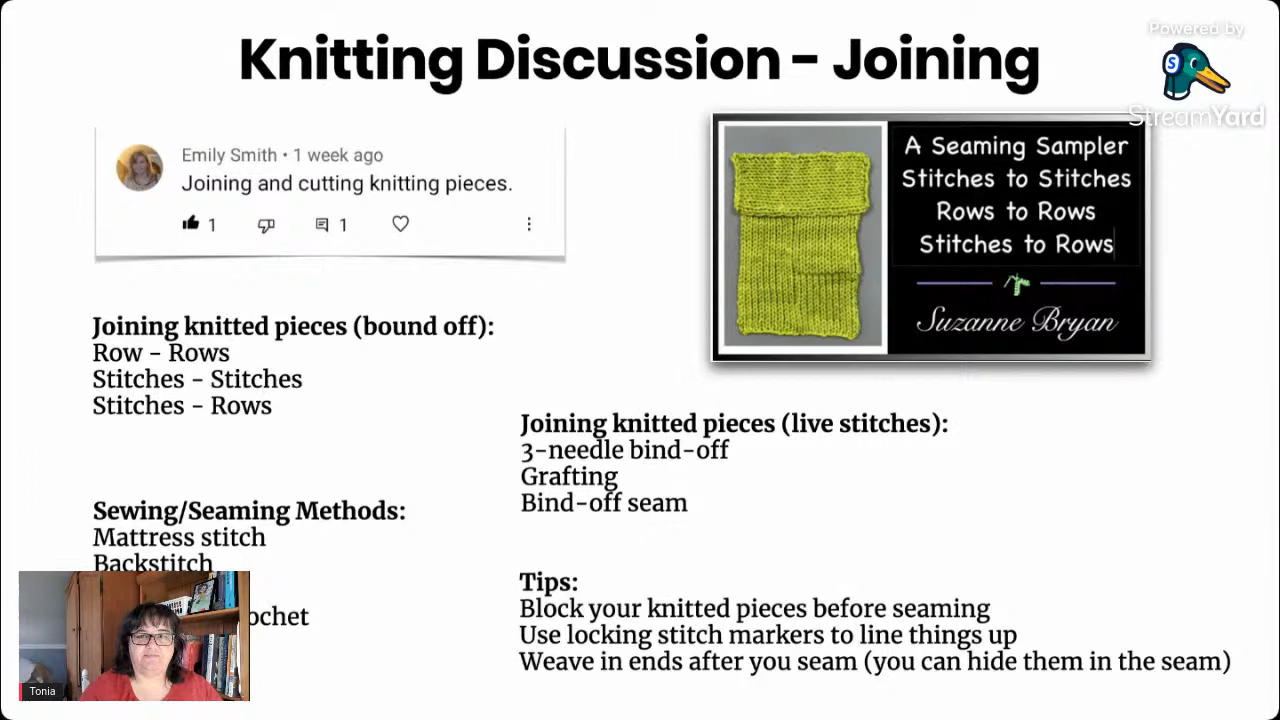 Knitting Discussion - Joining
Powered by
StreamYard
Emily Smith • 1 week ago
Joining and cutting knitting pieces.
1
1
A Seaming Sampler
Stitches to Stitches
Rows to Rows
Stitches to Rows
Suzanne Bryan
Joining knitted pieces (bound off):
Row - Rows
Stitches - Stitches
Stitches - Rows
Joining knitted pieces (live stitches):
3-needle bind-off
Grafting
Bind-off seam
Sewing/Seaming Methods:
Mattress stitch
Backstitch
ochet
Tips:
Block your knitted pieces before seaming
Use locking stitch markers to line things up
Weave in ends after you seam (you can hide them in the seam)
Tonia